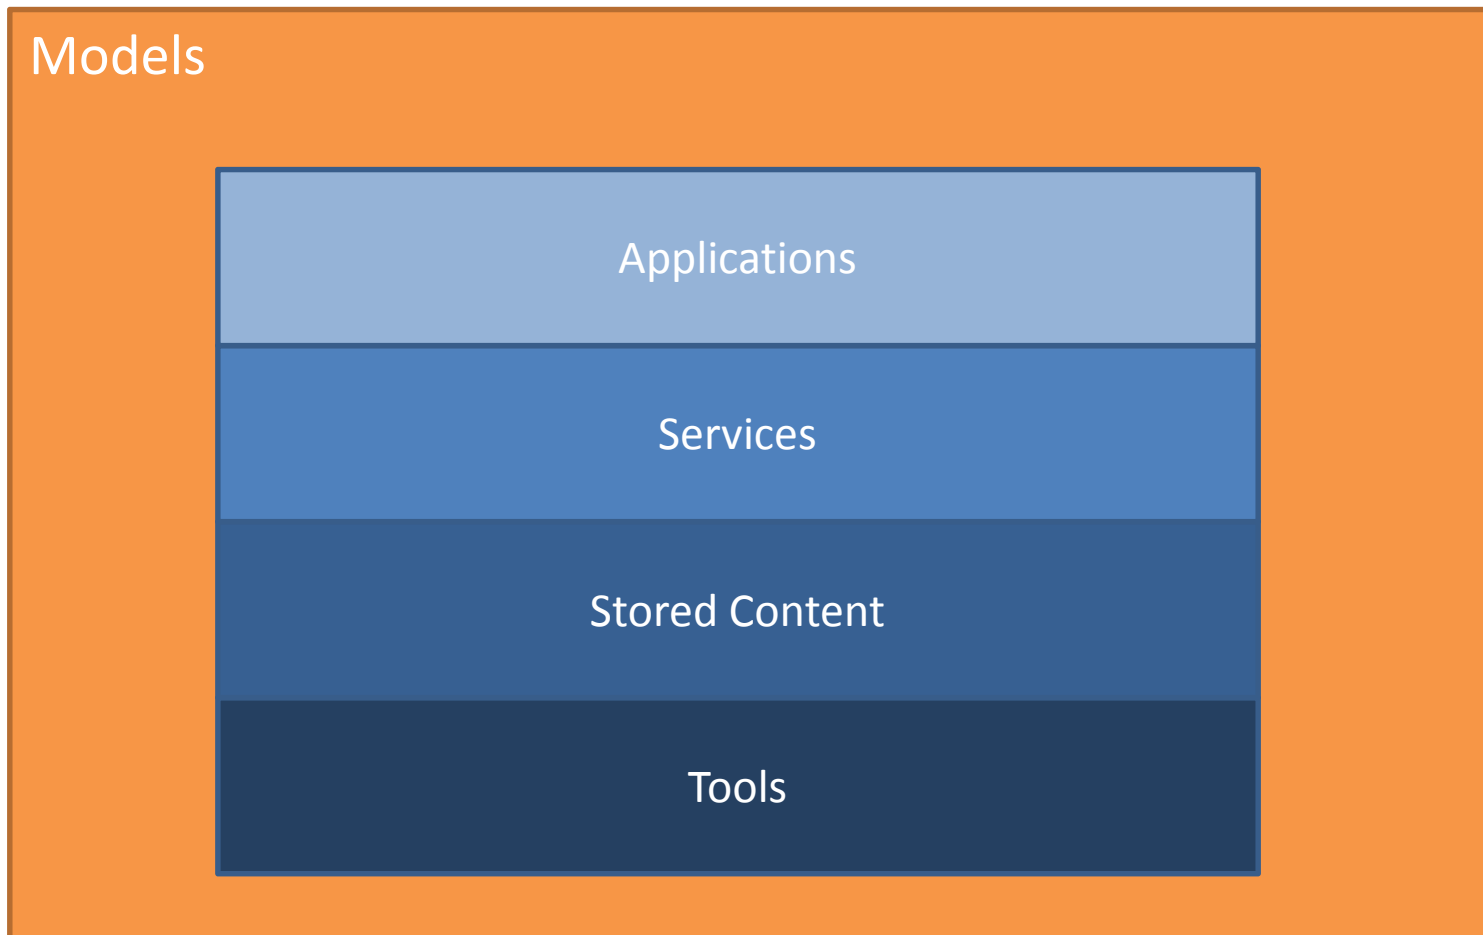 Models
Applications
Services
Stored Content
Tools